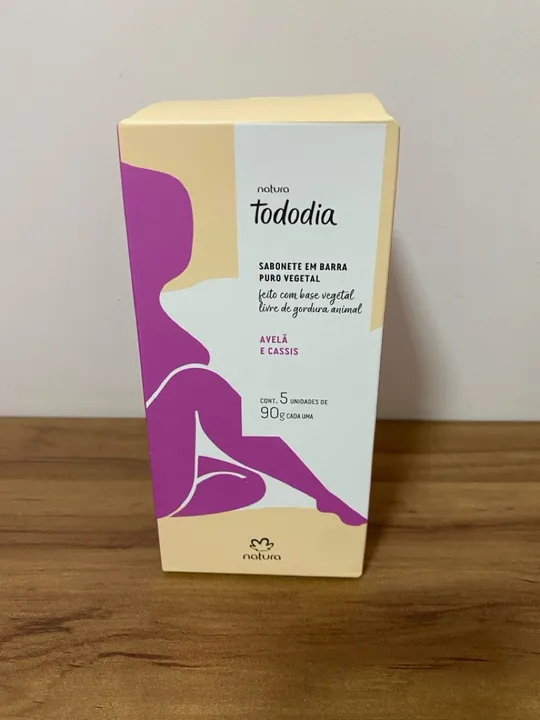 natura
Tododia
SABONETE EM BARRA
PURO VEGETAL
feito com base vegetal
livre de gordura animal
AVELÃ
E CASSIS
CONT. 5 UNIDADES DE
90g CADA UMA
natura